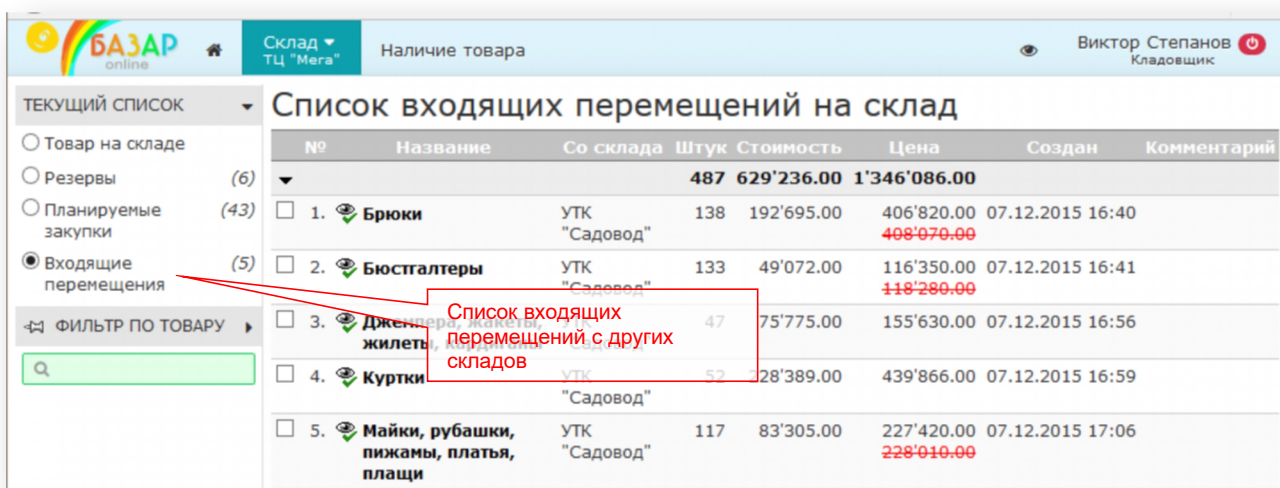 БАЗАР
online
Склад
ТЦ "Мега"
Наличие товара
Виктор Степанов
Кладовщик
ТЕКУЩИЙ СПИСОК
Товар на складе
Резервы (6)
Планируемые (43)
закупки
Входящие (5)
перемещения
ФИЛЬТР ПО ТОВАРУ
Список входящих перемещений на склад
№ Название Со склада Штук Стоимость Цена Создан Комментарий
487 629'236.00 1'346'086.00
1. Брюки УТК 138 192'695.00 406'820.00 07.12.2015 16:40
"Садовод" 408'070.00
2. Бюстгалтеры УТК 133 49'072.00 116'350.00 07.12.2015 16:41
"Садовод" 118'280.00
3. Джемпера, жакеты, УТК 47 75'775.00 155'630.00 07.12.2015 16:56
жилеты, кардиганы "Садовод"
4. Куртки УТК 52 228'389.00 439'866.00 07.12.2015 16:59
"Садовод"
5. Майки, рубашки, УТК 117 83'305.00 227'420.00 07.12.2015 17:06
пижамы, платья, "Садовод" 228'010.00
плащи
Список входящих
перемещений с других
складов